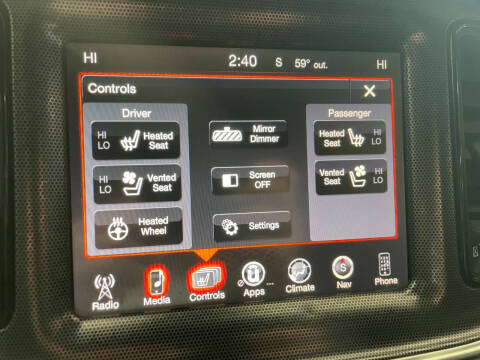 HI 2:40 S 59° out. HI
Controls
Driver
HI
LO
Heated
Seat
HI
LO
Vented
Seat
Heated
Wheel
Mirror
Dimmer
Screen
OFF
Settings
Passenger
Heated
Seat
HI
LO
Vented
Seat
HI
LO
Radio
Media
Controls
Apps
Climate
S
Nav
Phone